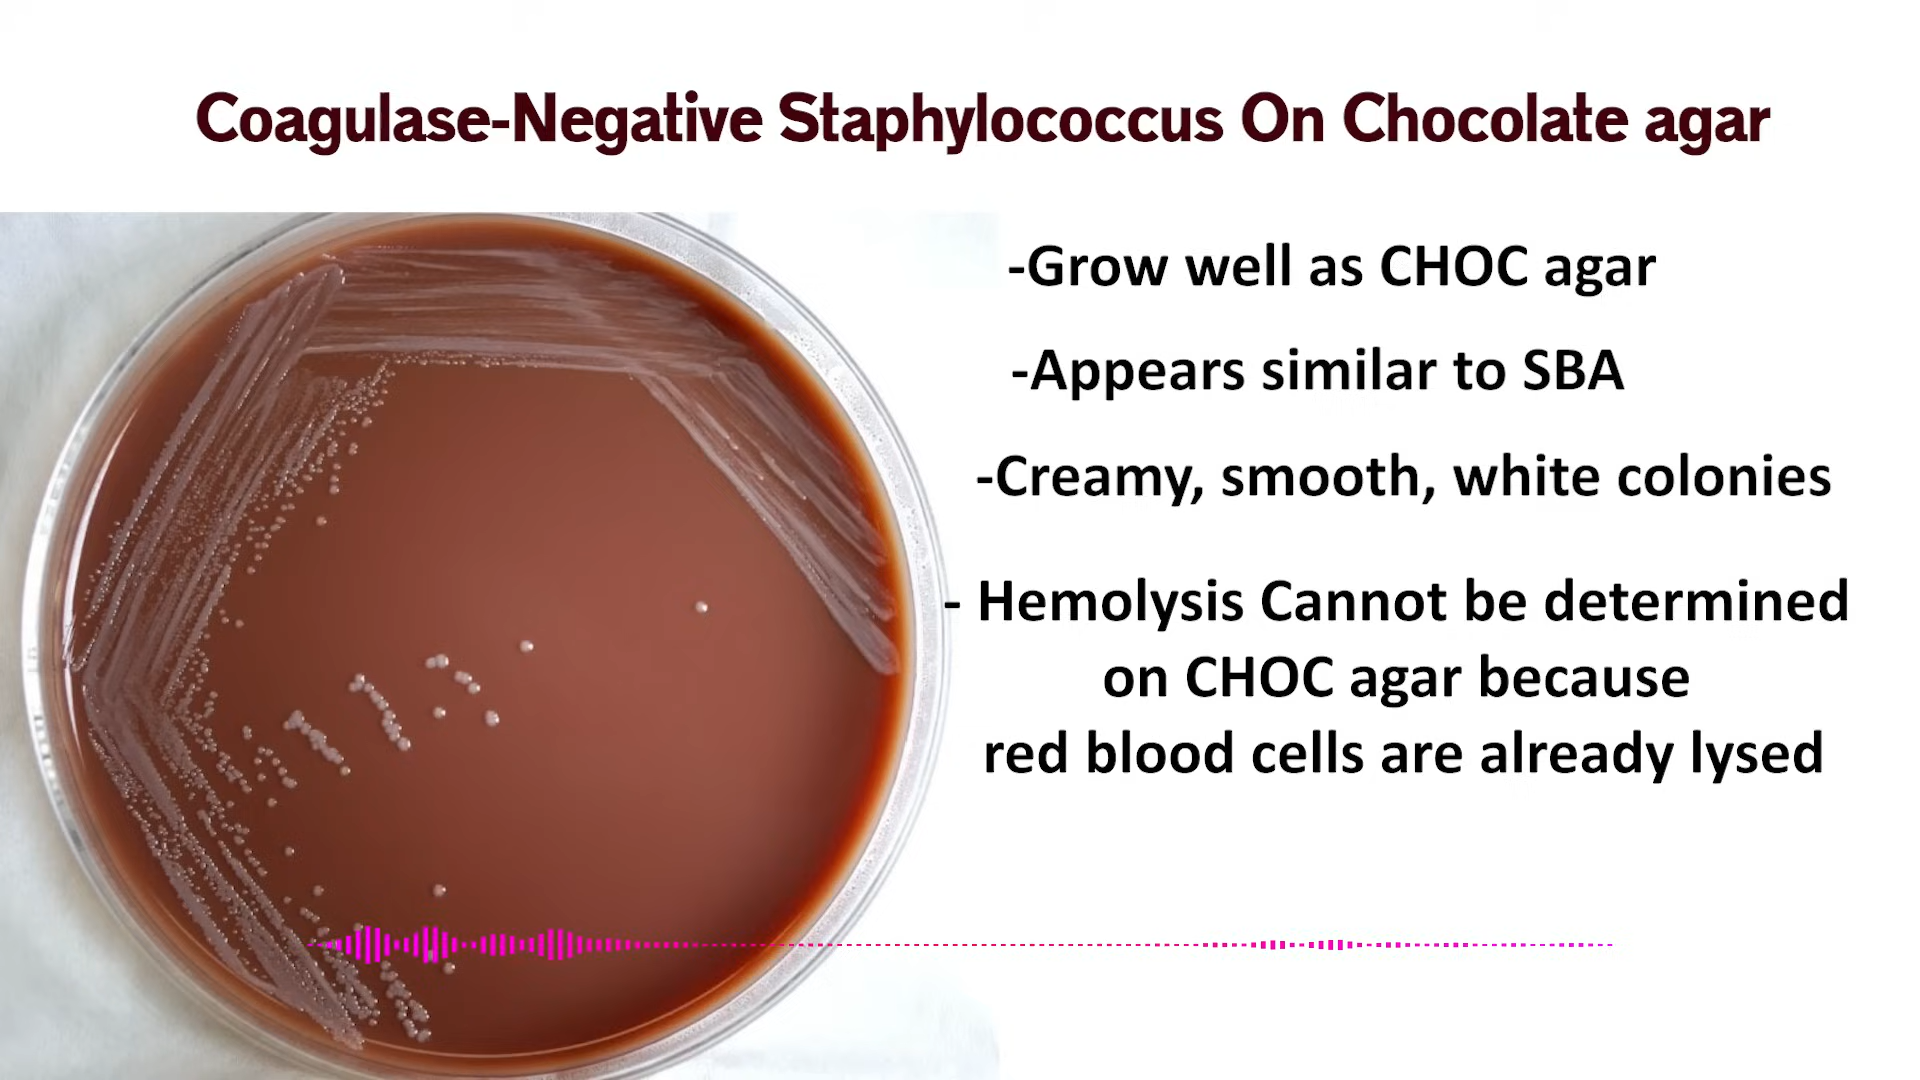 Coagulase-Negative Staphylococcus On Chocolate agar
-Grow well as CHOC agar
-Appears similar to SBA
-Creamy, smooth, white colonies
- Hemolysis Cannot be determined
on CHOC agar because
red blood cells are already lysed